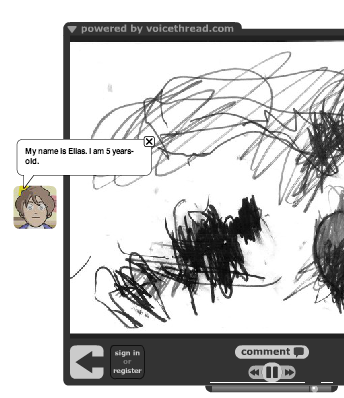 powered by voicethread.com
My name is Elias. I am 5 years-
old.
sign in
or
register
comment